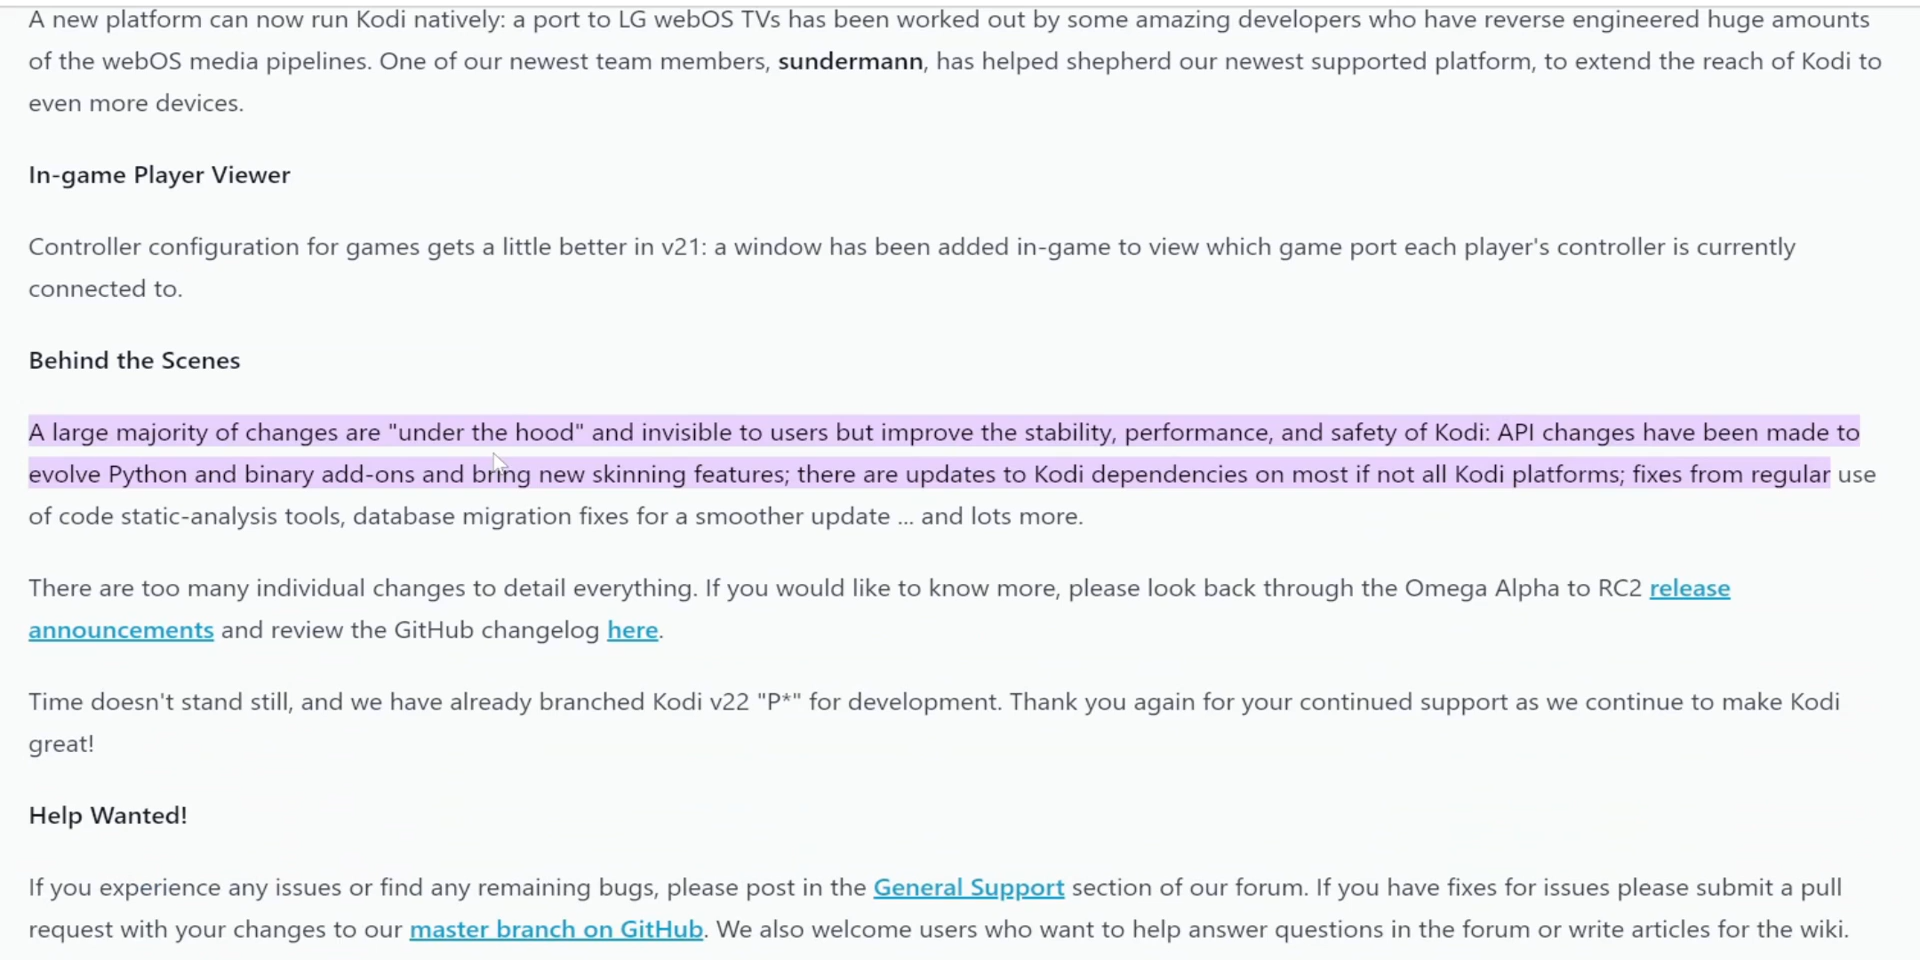 A new platform can now run Kodi natively: a port to LG webOS TVs has been worked out by some amazing developers who have reverse engineered huge amounts
of the webOS media pipelines. One of our newest team members, sundermann, has helped shepherd our newest supported platform, to extend the reach of Kodi to
even more devices.
In-game Player Viewer
Controller configuration for games gets a little better in v21: a window has been added in-game to view which game port each player's controller is currently
connected to.
Behind the Scenes
A large majority of changes are "under the hood" and invisible to users but improve the stability, performance, and safety of Kodi: API changes have been made to
evolve Python and binary add-ons and bring new skinning features; there are updates to Kodi dependencies on most if not all Kodi platforms; fixes from regular use
of code static-analysis tools, database migration fixes for a smoother update ... and lots more.
There are too many individual changes to detail everything. If you would like to know more, please look back through the Omega Alpha to RC2 release
announcements and review the GitHub changelog here.
Time doesn't stand still, and we have already branched Kodi v22 "P*" for development. Thank you again for your continued support as we continue to make Kodi
great!
Help Wanted!
If you experience any issues or find any remaining bugs, please post in the General Support section of our forum. If you have fixes for issues please submit a pull
request with your changes to our master branch on GitHub. We also welcome users who want to help answer questions in the forum or write articles for the wiki.